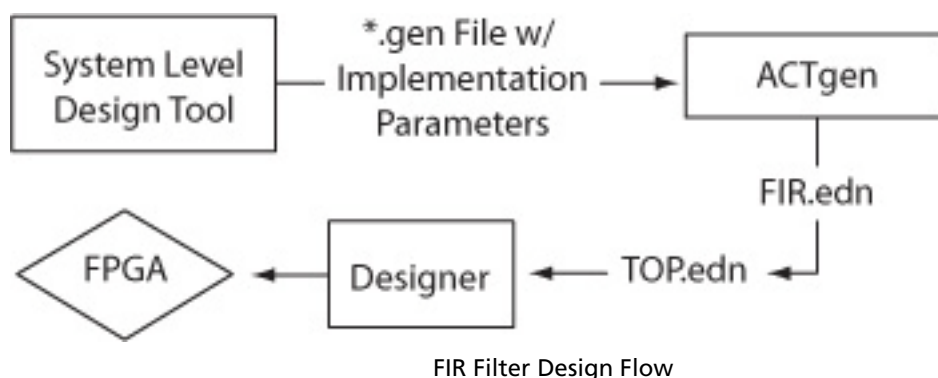 System Level
Design Tool
*.gen File w/
Implementation
Parameters
ACTgen
FIR.edn
TOP.edn
Designer
FPGA
FIR Filter Design Flow